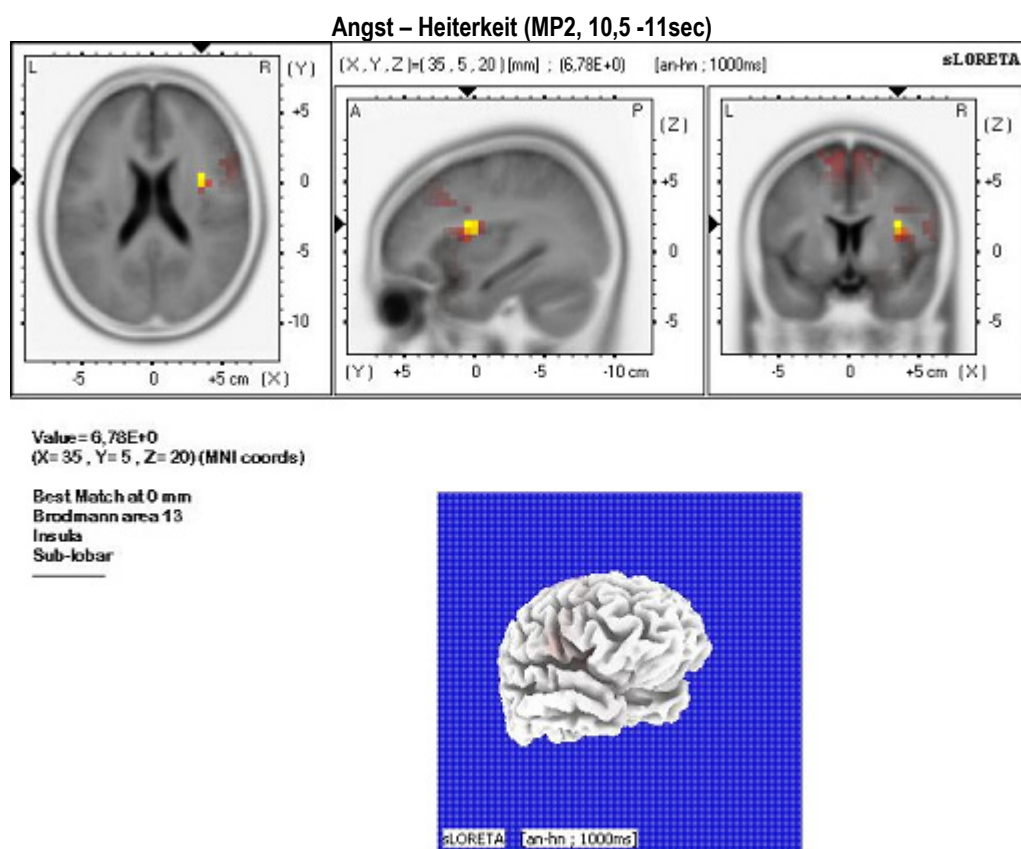 Angst – Heiterkeit (MP2, 10,5 -11sec)
(X,Y,Z)=(35,5,20)[mm] ; (6,78E+0) [an-hn ; 1000ms] sLORETA
L R (Y)
+5
0
-5
-10
-5 0 +5 cm (X)
A P (Z)
+5
0
-5
(Y) +5 0 -5 -10 cm
L R (Z)
+5
0
-5
-5 0 +5 cm (X)
Value= 6,78E+0
(X= 35 , Y= 5 , Z= 20) (MNI coords)
Best Match at 0 mm
Brodmann area 13
Insula
Sub-lobar
sLORETA [an-hn ; 1000ms]